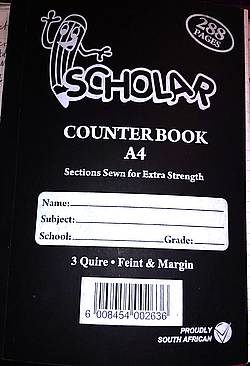 288
PAGES
SCHOLAR
COUNTER BOOK
A4
Sections Sewn for Extra Strength
Name:
Subject:
School: Grade:
3 Quire • Feint & Margin
6 008454 002636
PROUDLY
SOUTH AFRICAN